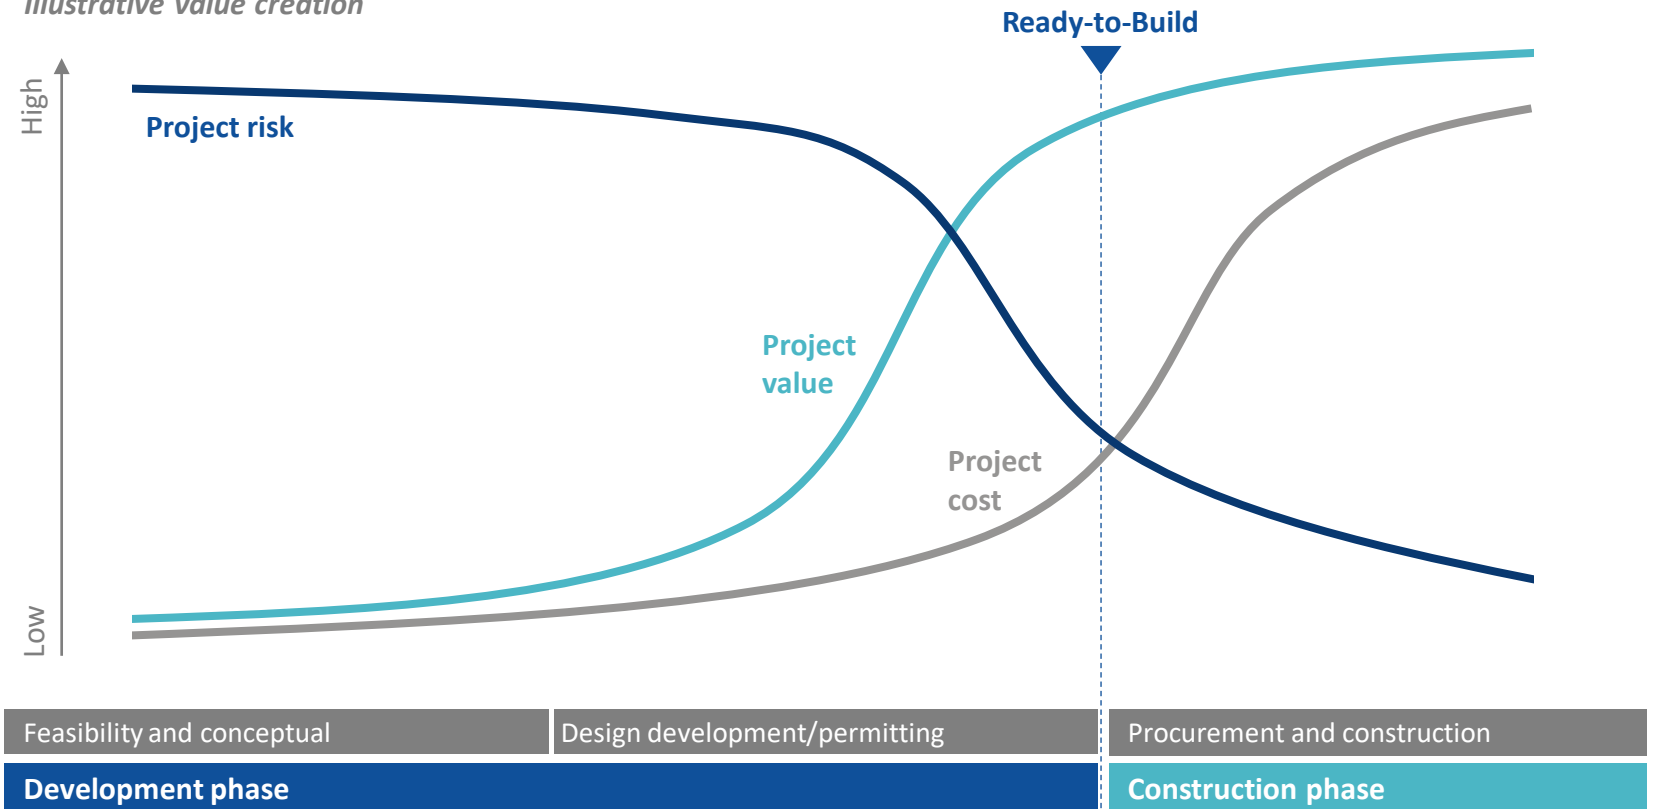 Illustrative value creation
Ready-to-Build
High
Project risk
Project
value
Project
cost
Low
Feasibility and conceptual
Design development/permitting
Procurement and construction
Development phase
Construction phase